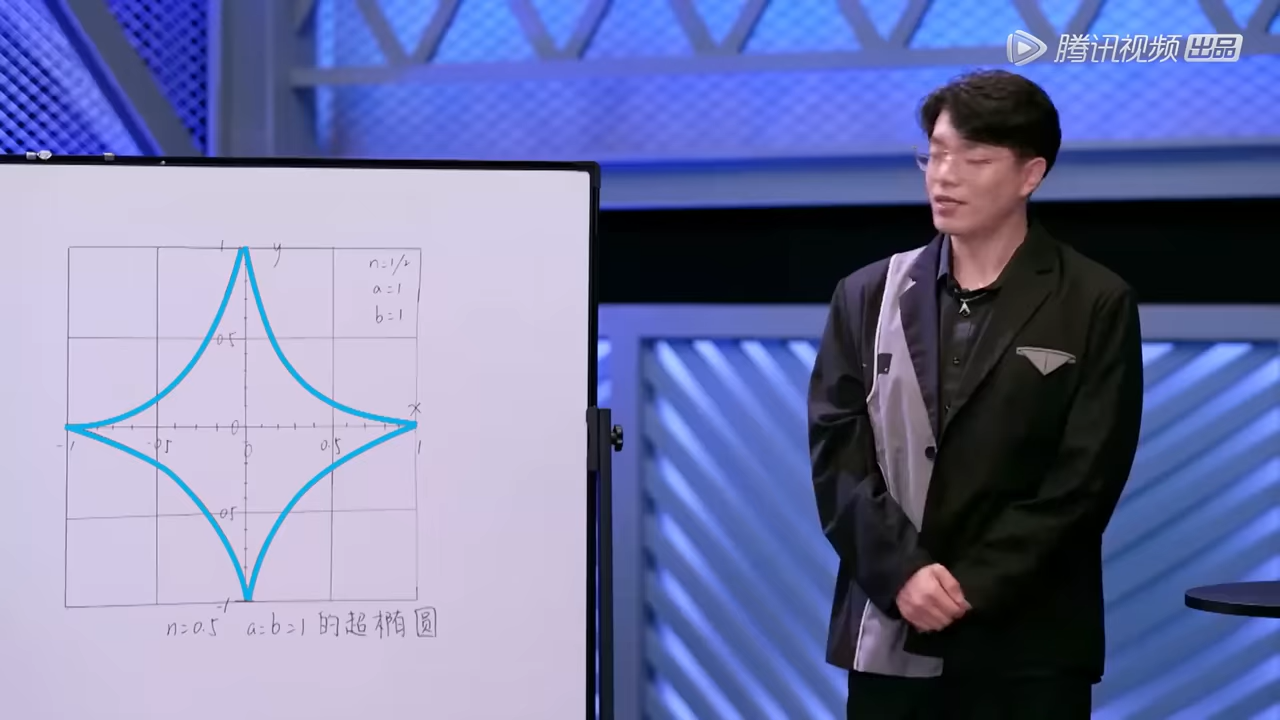 腾讯视频 出品
1 y
n=1/2
a=1
b=1
0.5
x
0
-1 -0.5 0 0.5 1
-0.5
-1
n=0.5 a=b=1 的超椭圆